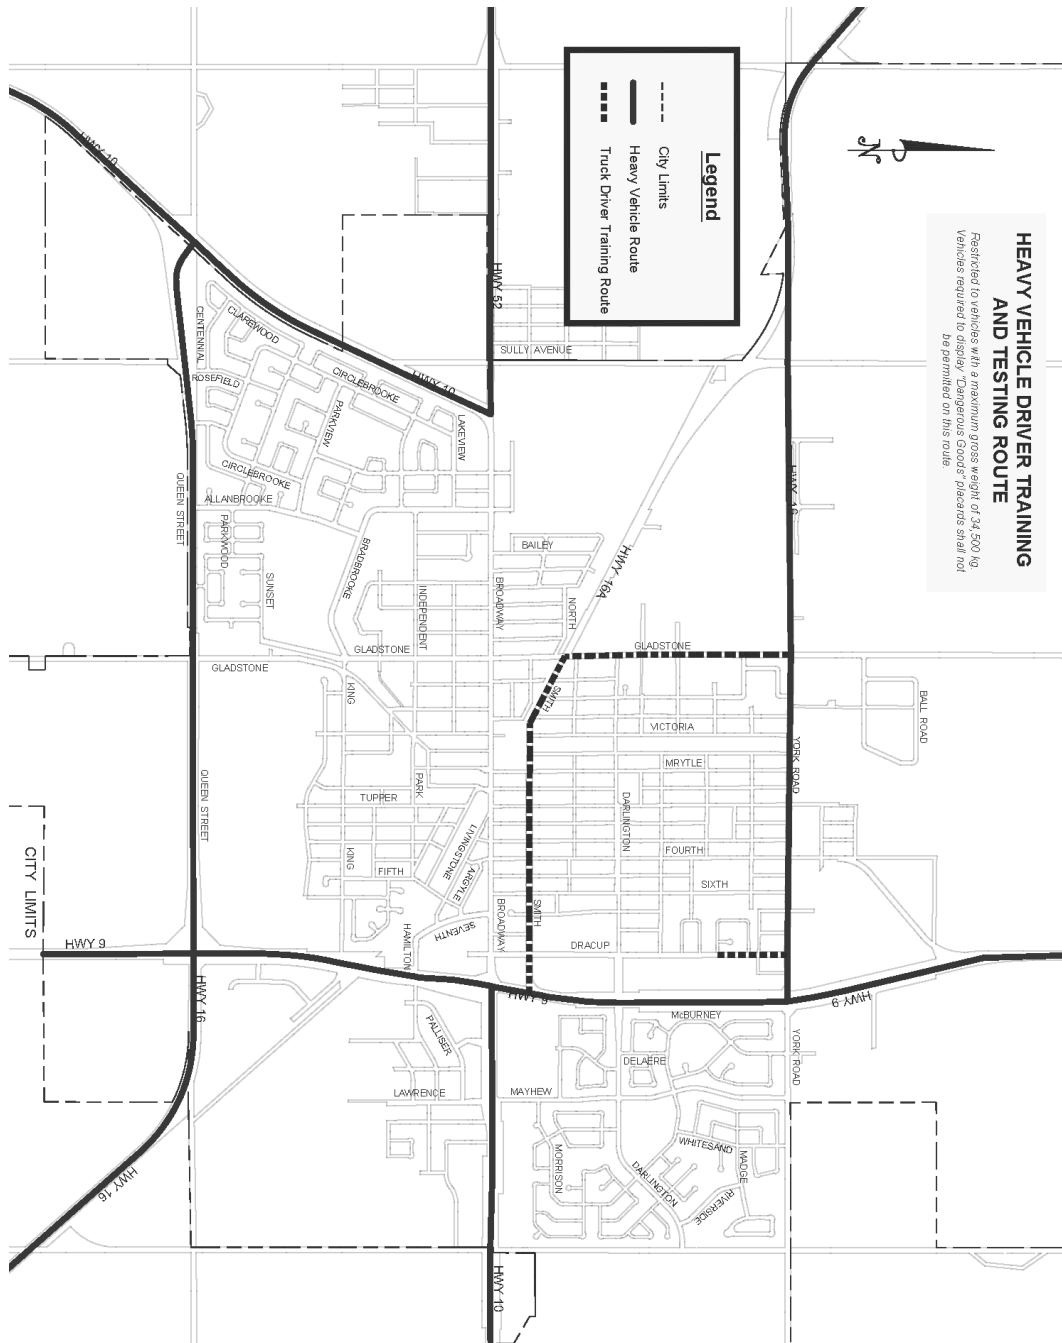 HEAVY VEHICLE DRIVER TRAINING
AND TESTING ROUTE
Restricted to vehicles with a maximum gross weight of 34,500 kg.
Vehicles required to display "Dangerous Goods" placards shall not
be permitted on this route.
N
Legend
City Limits
Heavy Vehicle Route
Truck Driver Training Route
HWY 10
HWY 52
SULLY AVENUE
CLAREWOOD
CENTENNIAL
CIRCLEBROOKE
HWY 10
ROSEFIELD
PARKVIEW
LAKEVIEW
CIRCLEBROOKE
ALLANBROOKE
QUEEN STREET
PARKWOOD
SUNSET
BRADBROOKE
INDEPENDENT
BROADWAY
BAILEY
NORTH
HWY 16A
HWY 16
GLADSTONE
GLADSTONE
GLADSTONE
KING
SMITH
VICTORIA
BALL ROAD
MRYTLE
YORK ROAD
QUEEN STREET
TUPPER
PARK
DARLINGTON
LIVINGSTONE
ARGYLE
KING
FIFTH
FOURTH
SIXTH
CITY LIMITS
HWY 9
HAMILTON
SEVENTH
BROADWAY
SMITH
DRACUP
HWY 9
HWY 9
HWY 16
McBURNEY
PALLISER
DELAERE
YORK ROAD
LAWRENCE
MAYHEW
WHITESAND
MADGE
MORRISON
DARLINGTON
RIVERSIDE
HWY 16
HWY 10